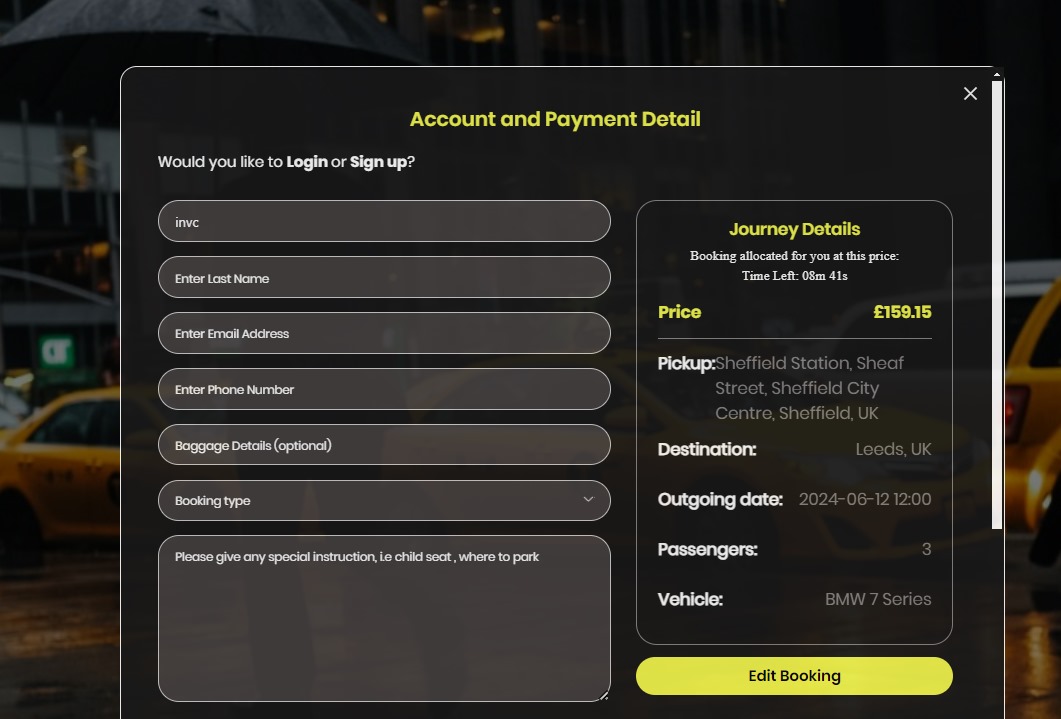 Account and Payment Detail
Would you like to Login or Sign up?
invc
Enter Last Name
Enter Email Address
Enter Phone Number
Baggage Details (optional)
Booking type
Please give any special instruction, i.e child seat , where to park
Journey Details
Booking allocated for you at this price:
Time Left: 08m 41s
Price £159.15
Pickup: Sheffield Station, Sheaf
Street, Sheffield City
Centre, Sheffield, UK
Destination: Leeds, UK
Outgoing date: 2024-06-12 12:00
Passengers: 3
Vehicle: BMW 7 Series
Edit Booking